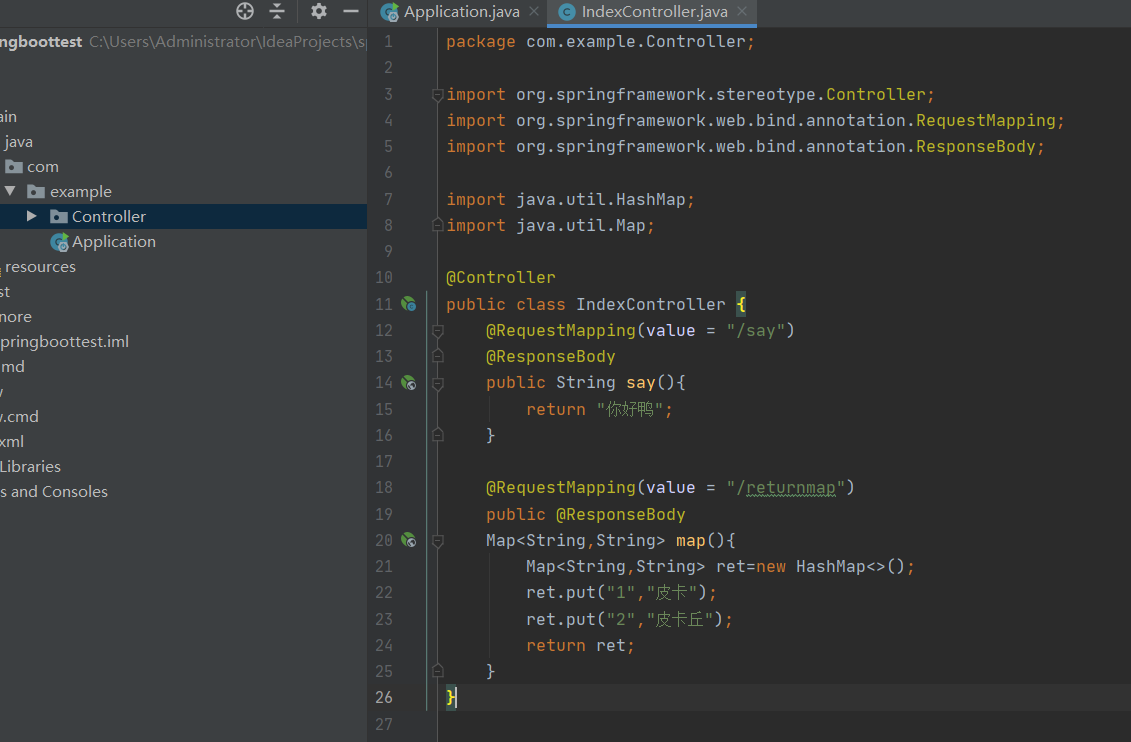 ngboottest C:\Users\Administrator\IdeaProjects\s
ain
java
com
example
Controller
Application
resources
st
nore
pringboottest.iml
md
.cmd
xml
Libraries
s and Consoles
Application.java
IndexController.java
1 package com.example.Controller;
2
3 import org.springframework.stereotype.Controller;
4 import org.springframework.web.bind.annotation.RequestMapping;
5 import org.springframework.web.bind.annotation.ResponseBody;
6
7 import java.util.HashMap;
8 import java.util.Map;
9
10 @Controller
11 public class IndexController {
12 @RequestMapping(value = "/say")
13 @ResponseBody
14 public String say(){
15 return "你好鸭";
16 }
17
18 @RequestMapping(value = "/returnmap")
19 public @ResponseBody
20 Map<String,String> map(){
21 Map<String,String> ret=new HashMap<>();
22 ret.put("1","皮卡");
23 ret.put("2","皮卡丘");
24 return ret;
25 }
26 }
27